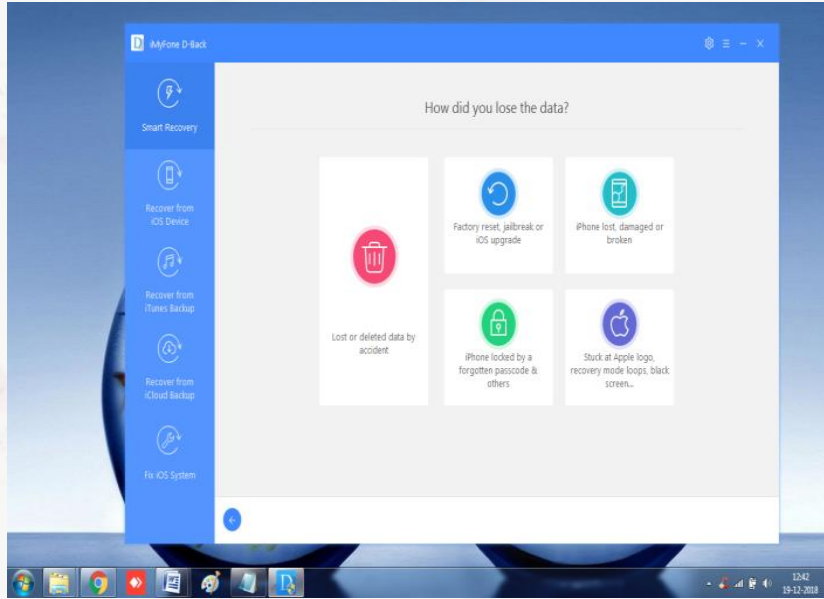 D iMyFone D-Back
Smart Recovery
Recover from
iOS Device
Recover from
iTunes Backup
Recover from
iCloud Backup
Fix iOS System
How did you lose the data?
Lost or deleted data by
accident
Factory reset, jailbreak or
iOS upgrade
iPhone lost, damaged or
broken
iPhone locked by a
forgotten passcode &
others
Stuck at Apple logo,
recovery mode loops, black
screen...
12:42
19-12-2018